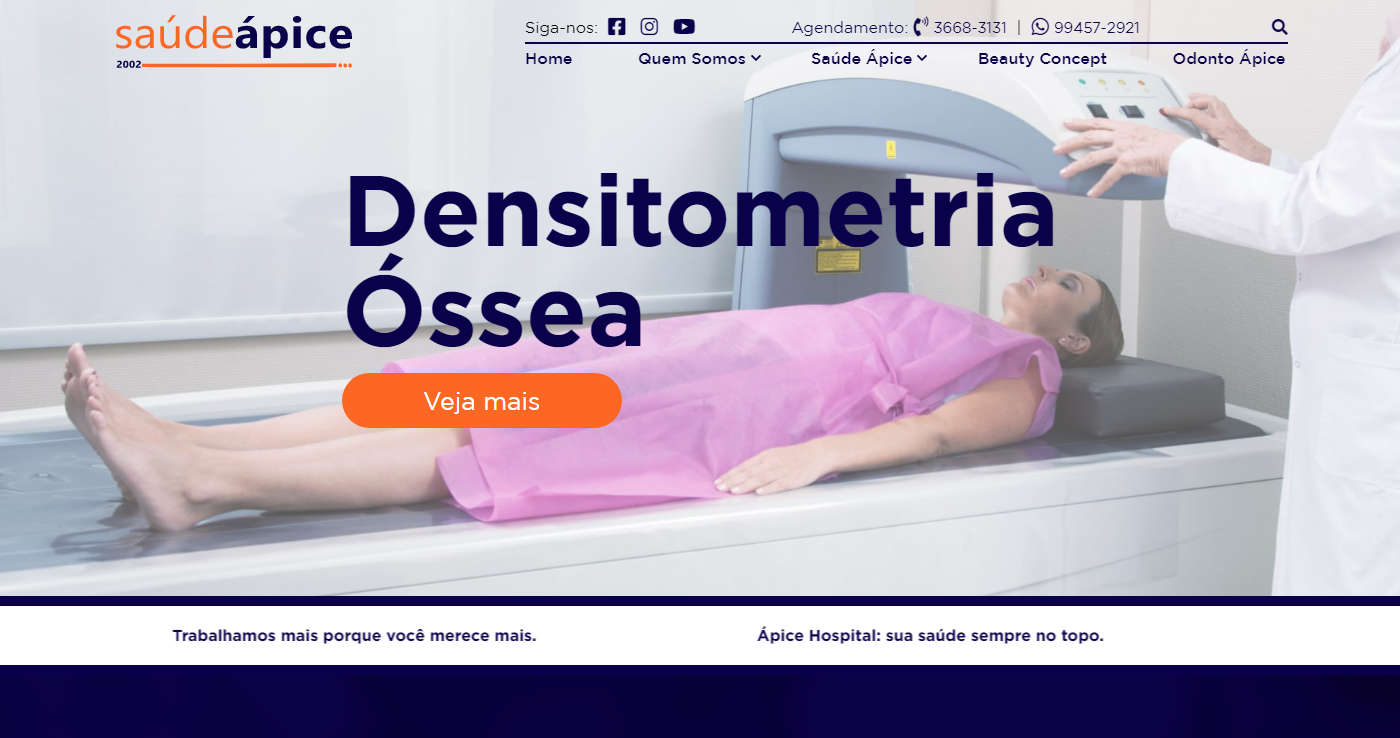 saúdeápice
2002
Siga-nos:
Agendamento: 3668-3131 | 99457-2921
Home Quem Somos Saúde Ápice Beauty Concept Odonto Ápice
Densitometria
Óssea
Veja mais
Trabalhamos mais porque você merece mais.
Ápice Hospital: sua saúde sempre no topo.